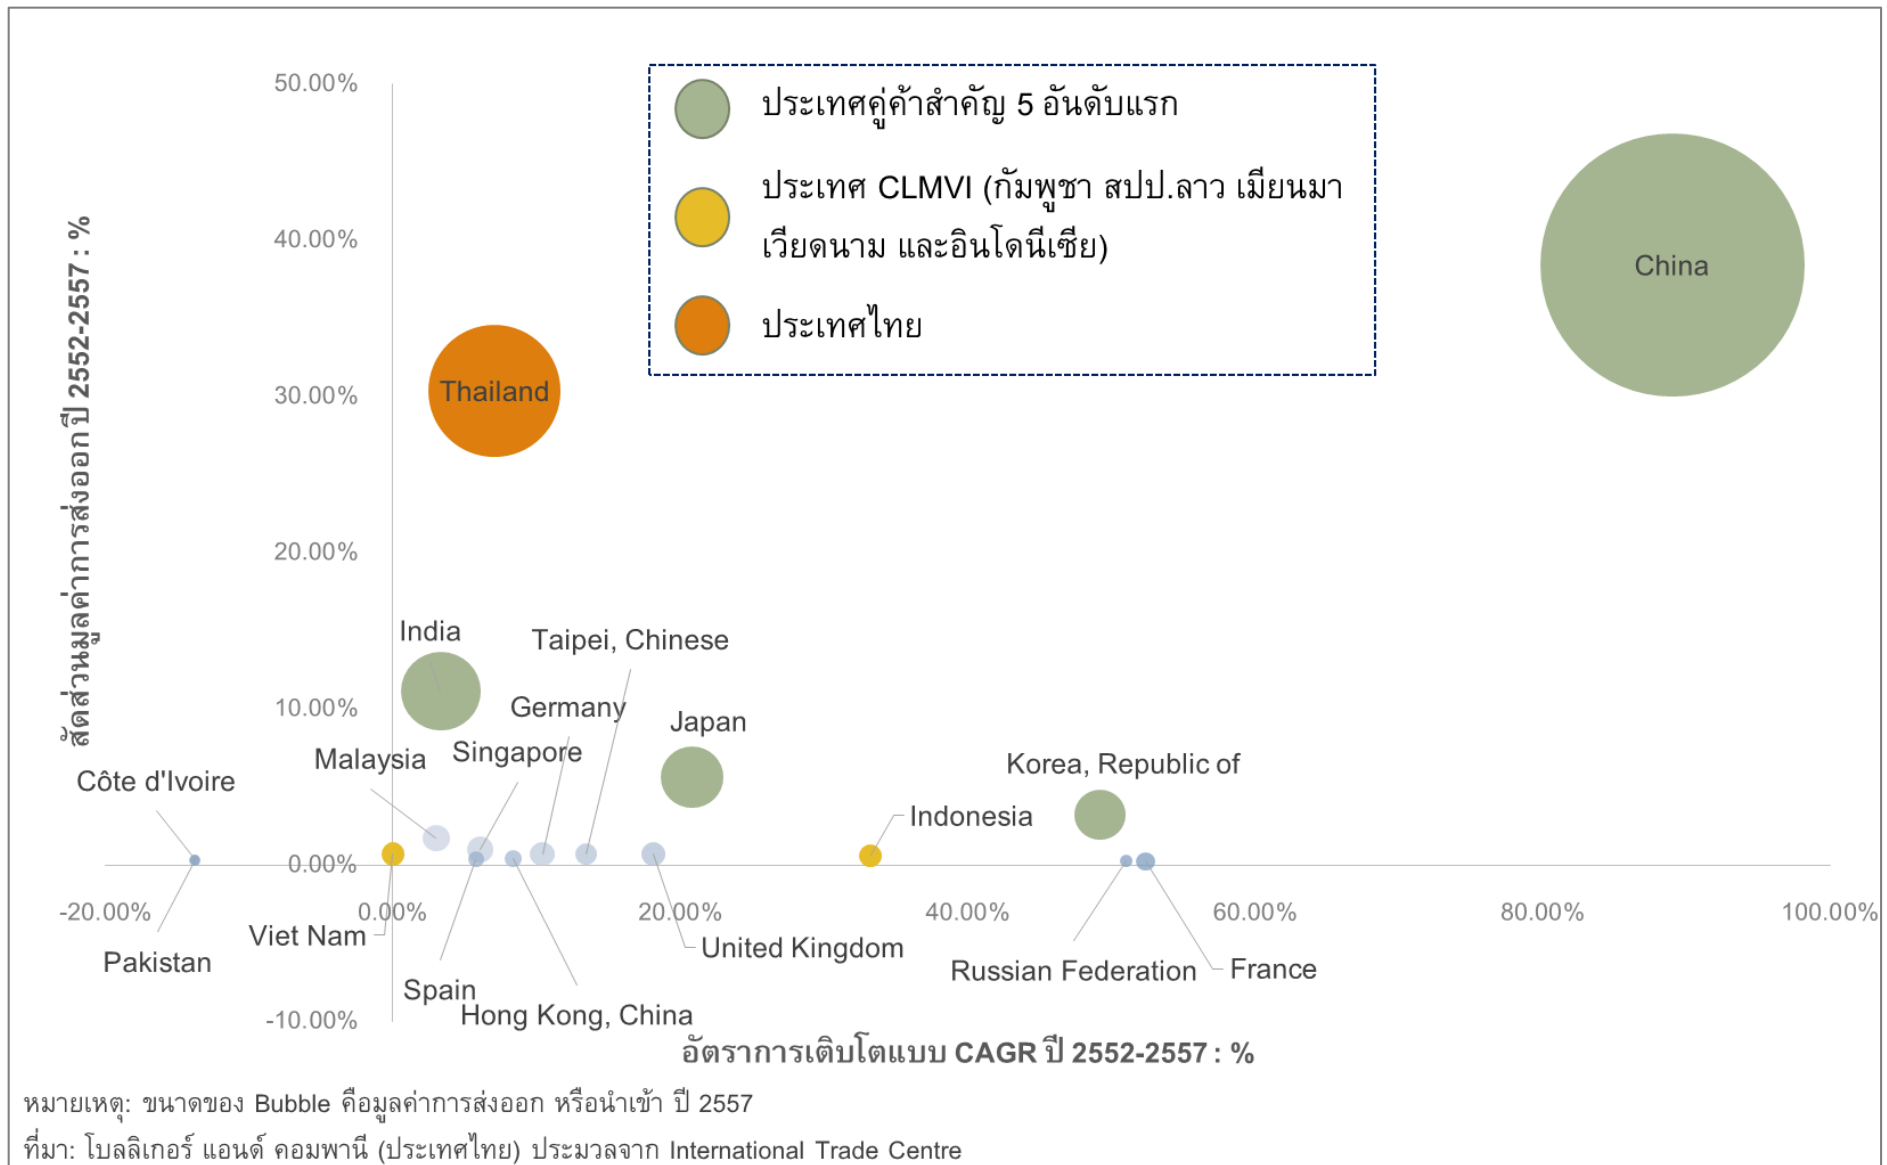 50.00%
40.00%
30.00%
20.00%
10.00%
0.00%
-10.00%
สัดส่วนมูลค่าการส่งออกปี 2552-2557 : %
ประเทศคู่ค้าสำคัญ 5 อันดับแรก
ประเทศ CLMVI (กัมพูชา สปป.ลาว เมียนมา
เวียดนาม และอินโดนีเซีย)
ประเทศไทย
China
Thailand
India
Taipei, Chinese
Germany
Japan
Malaysia
Singapore
Korea, Republic of
Côte d'Ivoire
Indonesia
-20.00%
0.00%
20.00%
40.00%
60.00%
80.00%
100.00%
Viet Nam
Pakistan
United Kingdom
Spain
Russian Federation
France
Hong Kong, China
อัตราการเติบโตแบบ CAGR ปี 2552-2557 : %
หมายเหตุ: ขนาดของ Bubble คือมูลค่าการส่งออก หรือนำเข้า ปี 2557
ที่มา: โบลลิเกอร์ แอนด์ คอมพานี (ประเทศไทย) ประมวลจาก International Trade Centre